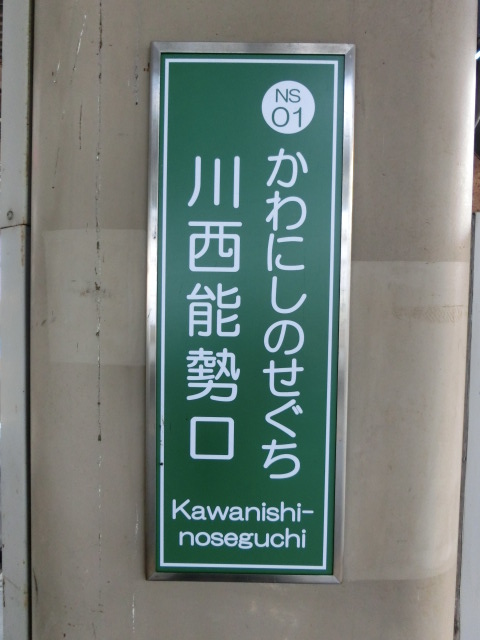 NS
01
かわにしのせぐち
川西能勢口
Kawanishi-
noseguchi